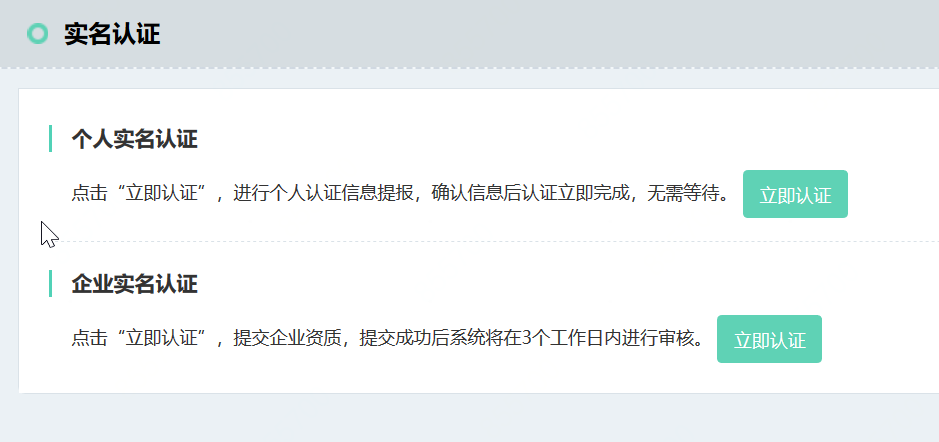 实名认证
个人实名认证
点击“立即认证”，进行个人认证信息提报，确认信息后认证立即完成，无需等待。 立即认证
企业实名认证
点击“立即认证”，提交企业资质，提交成功后系统将在3个工作日内进行审核。 立即认证